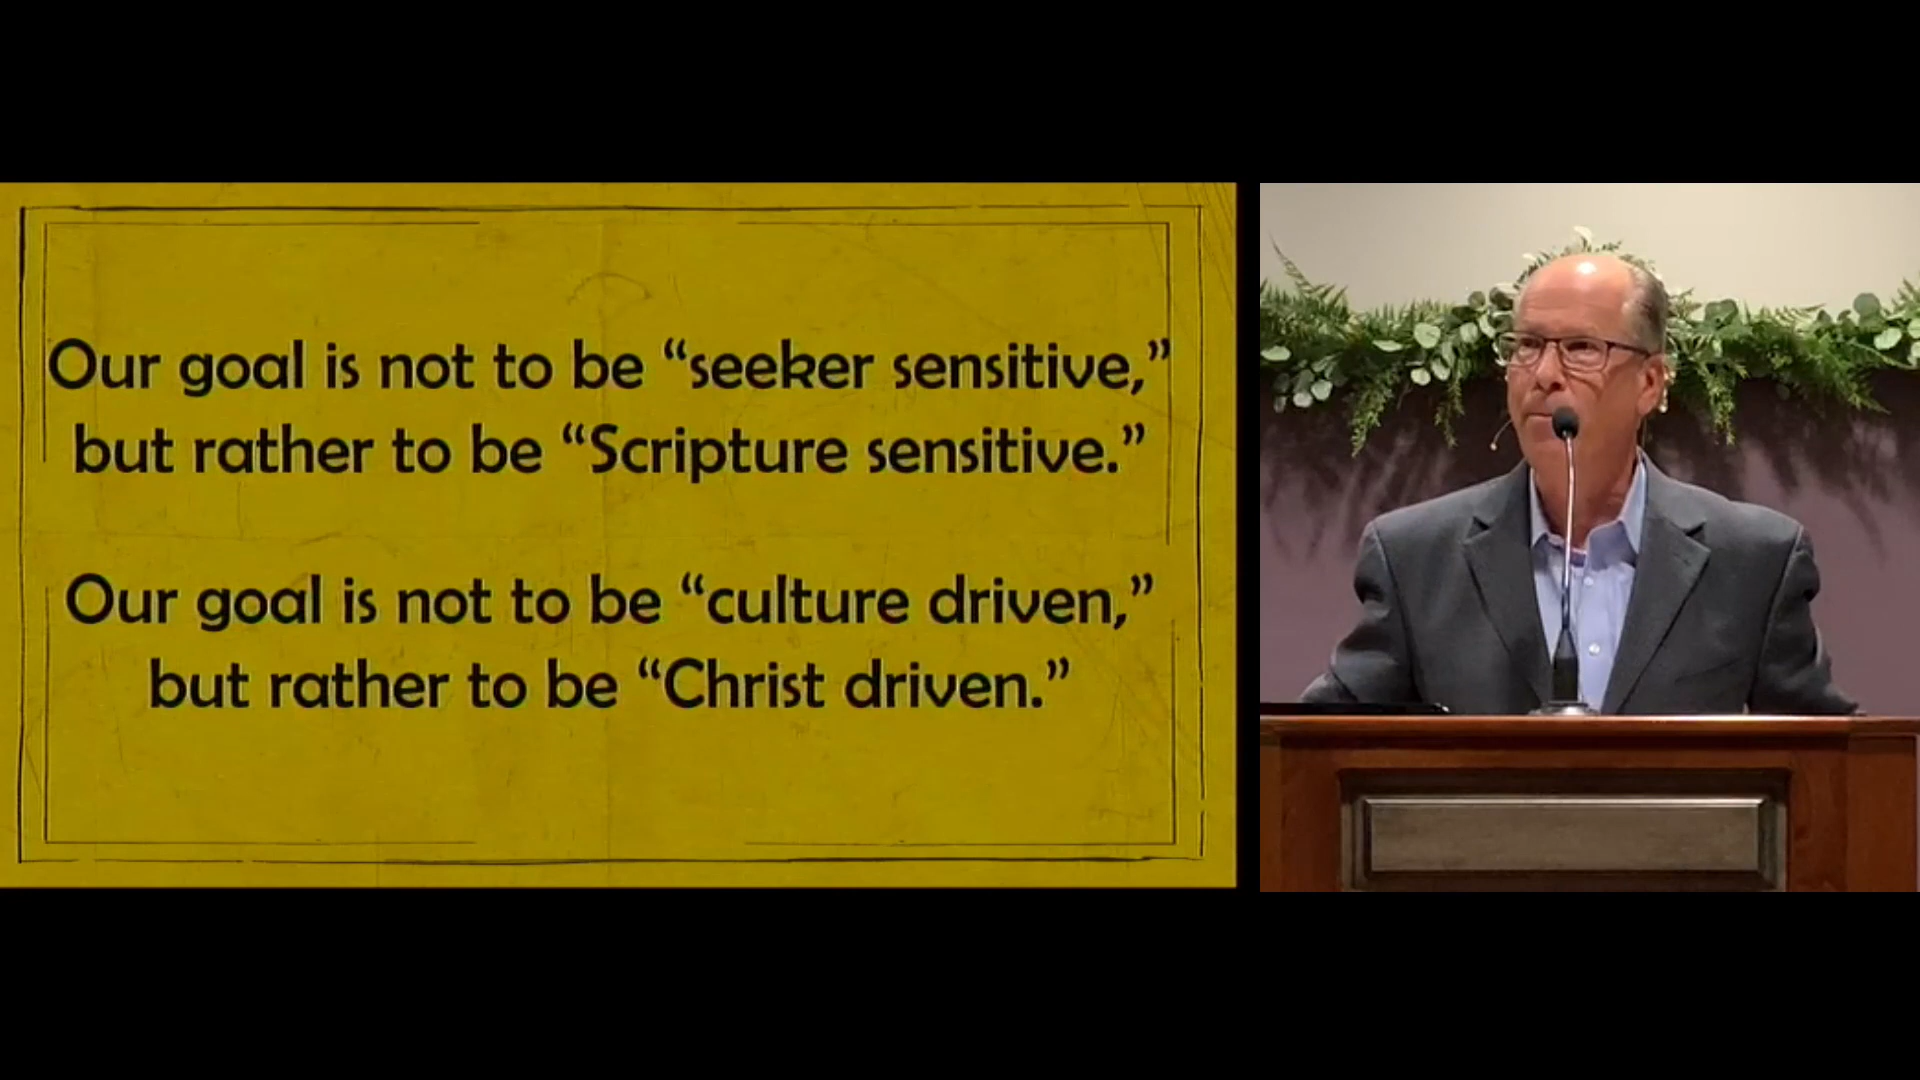 Our goal is not to be “seeker sensitive,”
but rather to be “Scripture sensitive.”
Our goal is not to be “culture driven,”
but rather to be “Christ driven.”